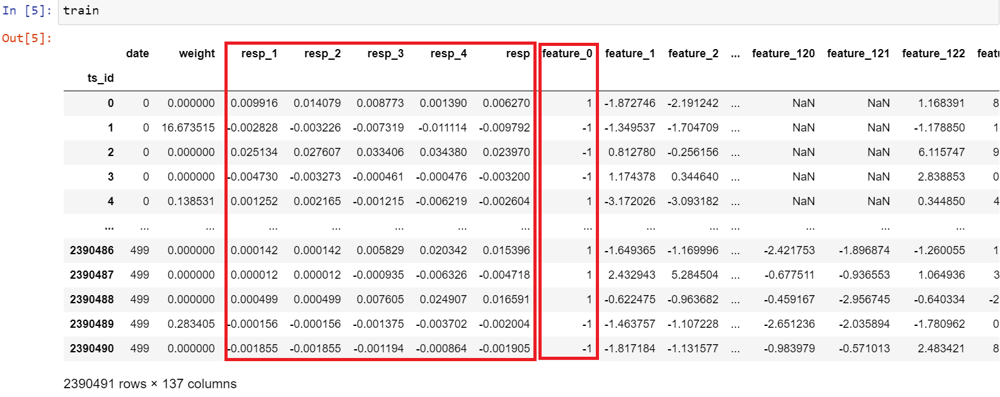 In [5]: train
Out[5]:
date weight resp_1 resp_2 resp_3 resp_4 resp feature_0 feature_1 feature_2 ... feature_120 feature_121 feature_122 featu
ts_id
0 0 0.000000 0.009916 0.014079 0.008773 0.001390 0.006270 1 -1.872746 -2.191242 ... NaN NaN 1.168391 8
1 0 16.673515 -0.002828 -0.003226 -0.007319 -0.011114 -0.009792 -1 -1.349537 -1.704709 ... NaN NaN -1.178850 1
2 0 0.000000 0.025134 0.027607 0.033406 0.034380 0.023970 -1 0.812780 -0.256156 ... NaN NaN 6.115747 9
3 0 0.000000 -0.004730 -0.003273 -0.000461 -0.000476 -0.003200 -1 1.174378 0.344640 ... NaN NaN 2.838853 0
4 0 0.138531 0.001252 0.002165 -0.001215 -0.006219 -0.002604 1 -3.172026 -3.093182 ... NaN NaN 0.344850 4
... ... ... ... ... ... ... ... ... ... ... ... ... ... ...
2390486 499 0.000000 0.000142 0.000142 0.005829 0.020342 0.015396 1 -1.649365 -1.169996 ... -2.421753 -1.896874 -1.260055 1
2390487 499 0.000000 0.000012 0.000012 -0.000935 -0.006326 -0.004718 1 2.432943 5.284504 ... -0.677511 -0.936553 1.064936 3
2390488 499 0.000000 0.000499 0.000499 0.007605 0.024907 0.016591 1 -0.622475 -0.963682 ... -0.459167 -2.956745 -0.640334 -2
2390489 499 0.283405 -0.000156 -0.000156 -0.001375 -0.003702 -0.002004 -1 -1.463757 -1.107228 ... -2.651236 -2.035894 -1.780962 0
2390490 499 0.000000 -0.001855 -0.001855 -0.001194 -0.000864 -0.001905 -1 -1.817184 -1.131577 ... -0.983979 -0.571013 2.483421 8
2390491 rows × 137 columns